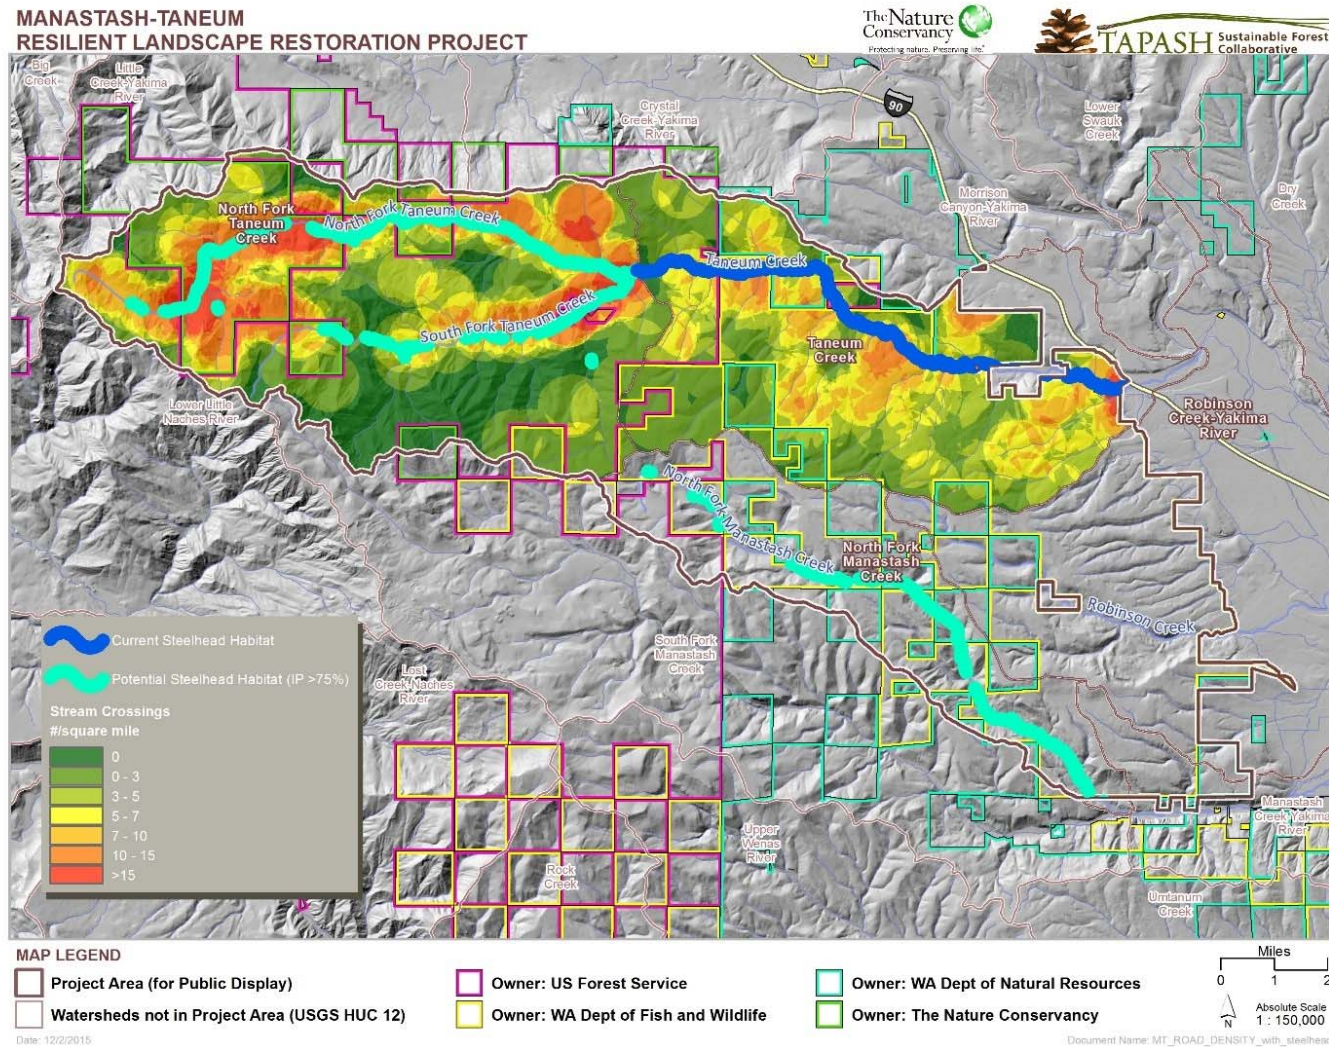 MANASTASH-TANEUM
RESILIENT LANDSCAPE RESTORATION PROJECT
The Nature
Conservancy
Protecting nature. Preserving life.
TAPASH Sustainable Forest
Collaborative
Big
Creek
Little
Creek-Yakima
River
Crystal
Creek-Yakima
River
90
Lower
Swauk
Creek
Morrison
Canyon-Yakima
River
Dry
Creek
North Fork
Taneum
Creek
North Fork Taneum Creek
Taneum Creek
South Fork Taneum Creek
Taneum
Creek
Lower Little
Naches River
Robinson
Creek-Yakima
River
North Fork Manastash Creek
North Fork
Manastash
Creek
Robinson Creek
South Fork
Manastash
Creek
Lost
Creek-Naches
River
Upper
Wenas
River
Rock
Creek
Manastash
Creek-Yakima
River
Umtanum
Creek
Current Steelhead Habitat
Potential Steelhead Habitat (IP >75%)
Stream Crossings
#/square mile
0
0 - 3
3 - 5
5 - 7
7 - 10
10 - 15
>15
MAP LEGEND
Project Area (for Public Display)
Watersheds not in Project Area (USGS HUC 12)
Owner: US Forest Service
Owner: WA Dept of Fish and Wildlife
Owner: WA Dept of Natural Resources
Owner: The Nature Conservancy
Miles
0 1 2
N
Absolute Scale
1 : 150,000
Date: 12/2/2015
Document Name: MT_ROAD_DENSITY_with_steelhead